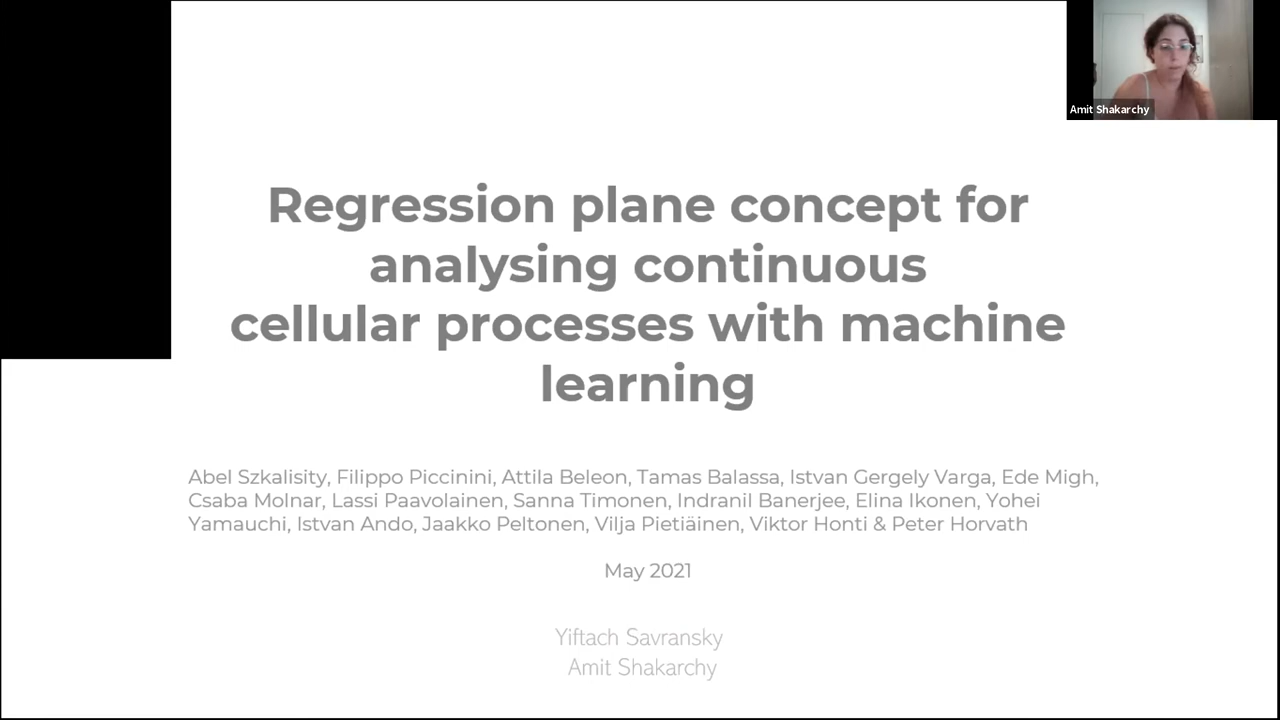 Amit Shakarchy
Regression plane concept for
analysing continuous
cellular processes with machine
learning
Abel Szkalisity, Filippo Piccinini, Attila Beleon, Tamas Balassa, Istvan Gergely Varga, Ede Migh,
Csaba Molnar, Lassi Paavolainen, Sanna Timonen, Indranil Banerjee, Elina Ikonen, Yohei
Yamauchi, Istvan Ando, Jaakko Peltonen, Vilja Pietiäinen, Viktor Honti & Peter Horvath
May 2021
Yiftach Savransky
Amit Shakarchy